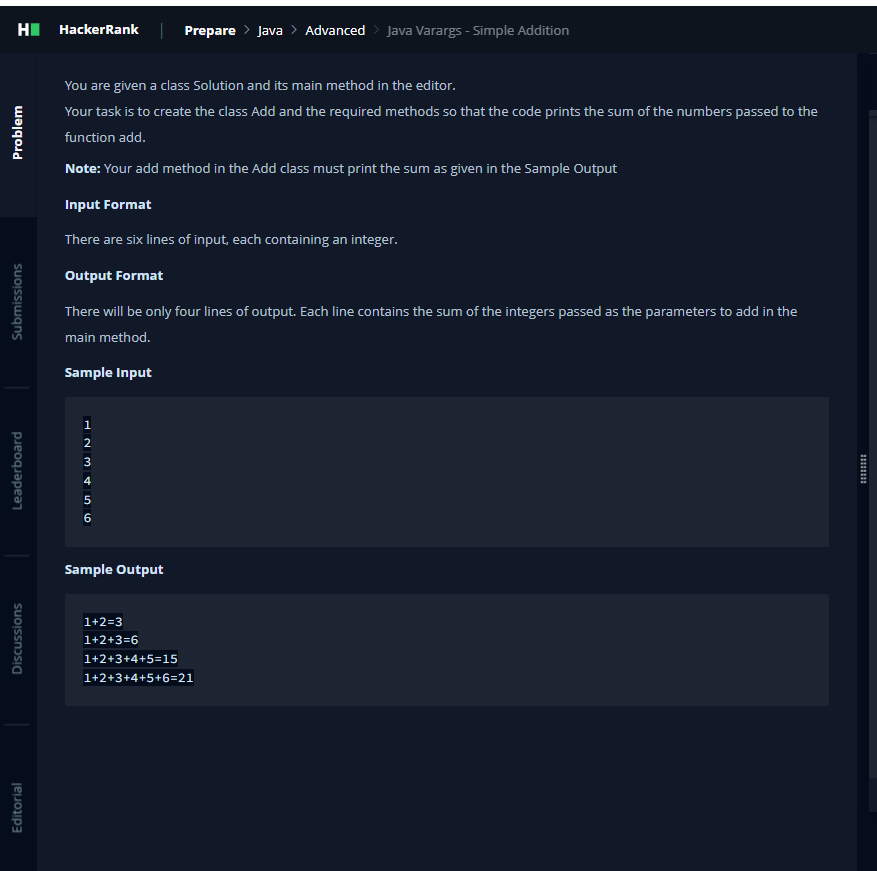 HackerRank | Prepare > Java > Advanced > Java Varargs - Simple Addition
Problem
Submissions
Leaderboard
Discussions
Editorial
You are given a class Solution and its main method in the editor.
Your task is to create the class Add and the required methods so that the code prints the sum of the numbers passed to the
function add.
Note: Your add method in the Add class must print the sum as given in the Sample Output
Input Format
There are six lines of input, each containing an integer.
Output Format
There will be only four lines of output. Each line contains the sum of the integers passed as the parameters to add in the
main method.
Sample Input
1
2
3
4
5
6
Sample Output
1+2=3
1+2+3=6
1+2+3+4+5=15
1+2+3+4+5+6=21